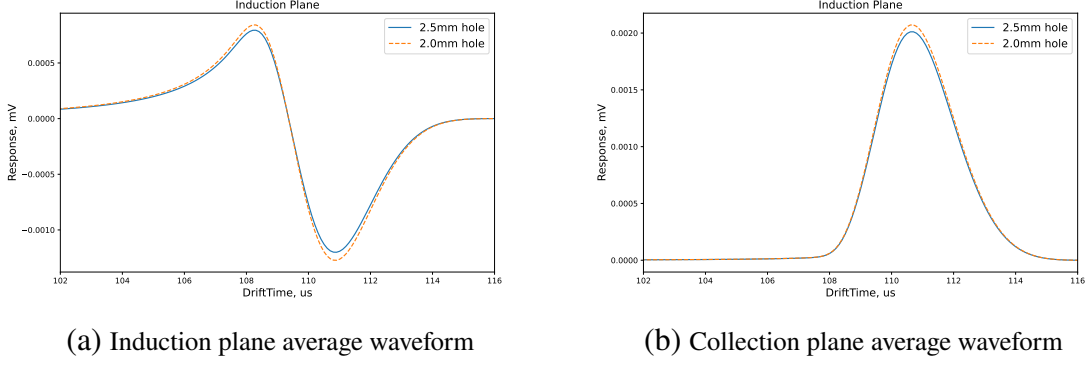 Induction Plane
2.5mm hole
2.0mm hole
0.0005
0.0000
−0.0005
−0.0010
Response, mV
102 104 106 108 110 112 114 116
DriftTime, us
(a) Induction plane average waveform
Induction Plane
2.5mm hole
2.0mm hole
0.0020
0.0015
0.0010
0.0005
0.0000
Response, mV
102 104 106 108 110 112 114 116
DriftTime, us
(b) Collection plane average waveform